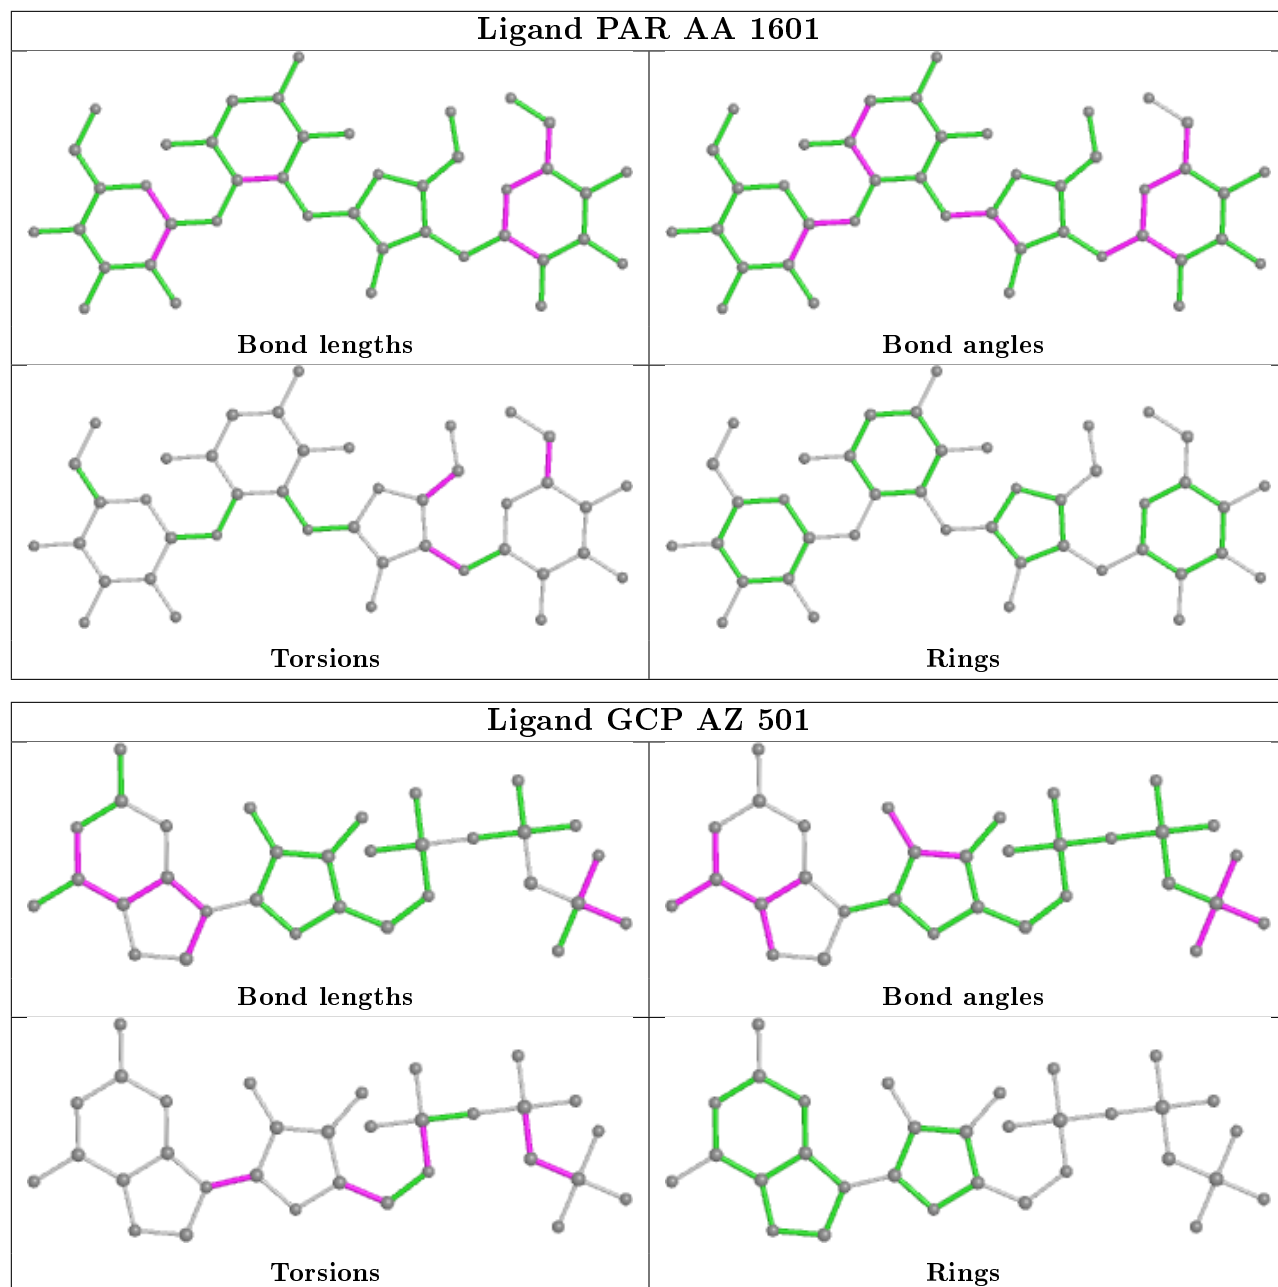 Ligand PAR AA 1601
Bond lengths
Bond angles
Torsions
Rings
Ligand GCP AZ 501
Bond lengths
Bond angles
Torsions
Rings